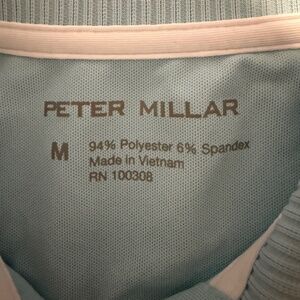 PETER MILLAR
M
94% Polyester 6% Spandex
Made in Vietnam
RN 100308